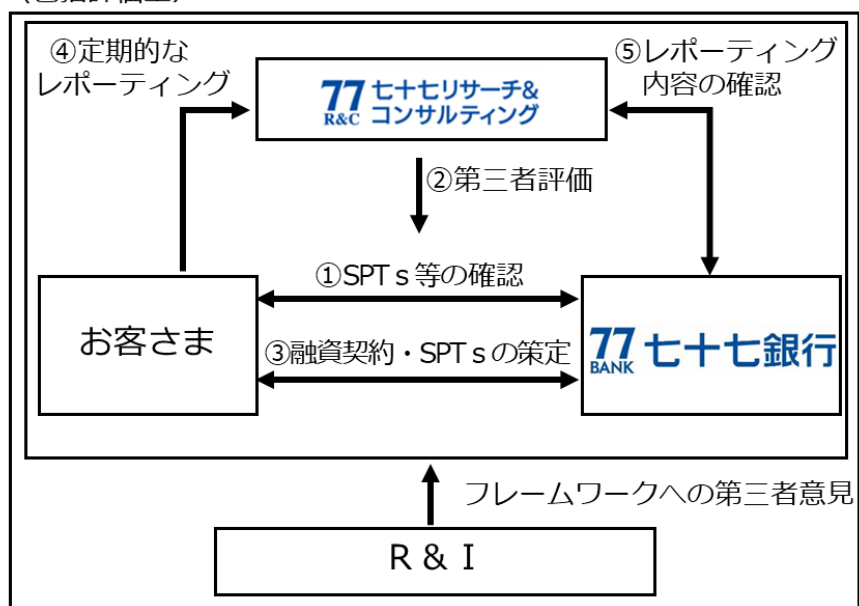 ④定期的な
レポーティング
77 R&C 七十七リサーチ&
コンサルティング
⑤レポーティング
内容の確認
②第三者評価
①SPTｓ等の確認
お客さま
③融資契約・SPTｓの策定
77 BANK 七十七銀行
フレームワークへの第三者意見
Ｒ＆Ｉ